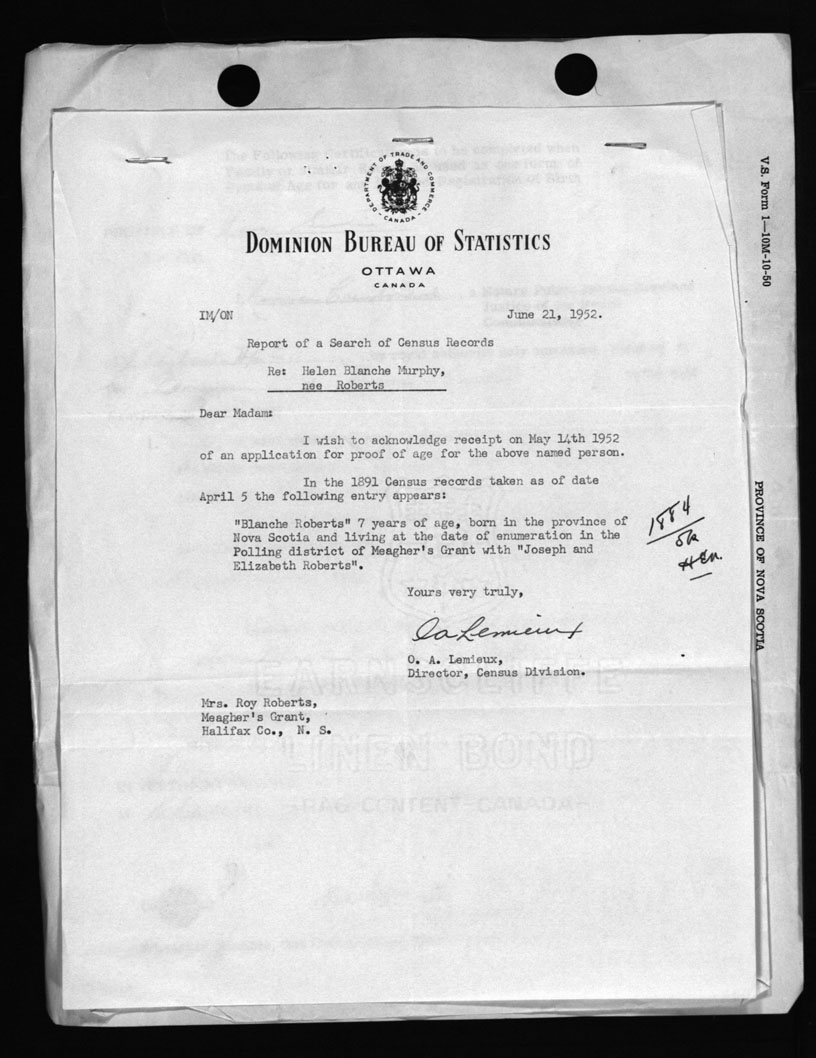 DEPARTMENT OF TRADE AND COMMERCE
CANADA
DOMINION BUREAU OF STATISTICS
OTTAWA
CANADA
IM/ON June 21, 1952.
Report of a Search of Census Records
Re: Helen Blanche Murphy,
nee Roberts
Dear Madam:
I wish to acknowledge receipt on May 14th 1952
of an application for proof of age for the above named person.
In the 1891 Census records taken as of date
April 5 the following entry appears:
"Blanche Roberts" 7 years of age, born in the province of
Nova Scotia and living at the date of enumeration in the
Polling district of Meagher's Grant with "Joseph and
Elizabeth Roberts".
1884
Yours very truly,
O. A. Lemieux,
Director, Census Division.
Mrs. Roy Roberts,
Meagher's Grant,
Halifax Co., N. S.
EARNSCLIFFE
LINEN BOND
RAG CONTENT-CANADA
V.S. Form 1—10M-10-50
PROVINCE OF NOVA SCOTIA